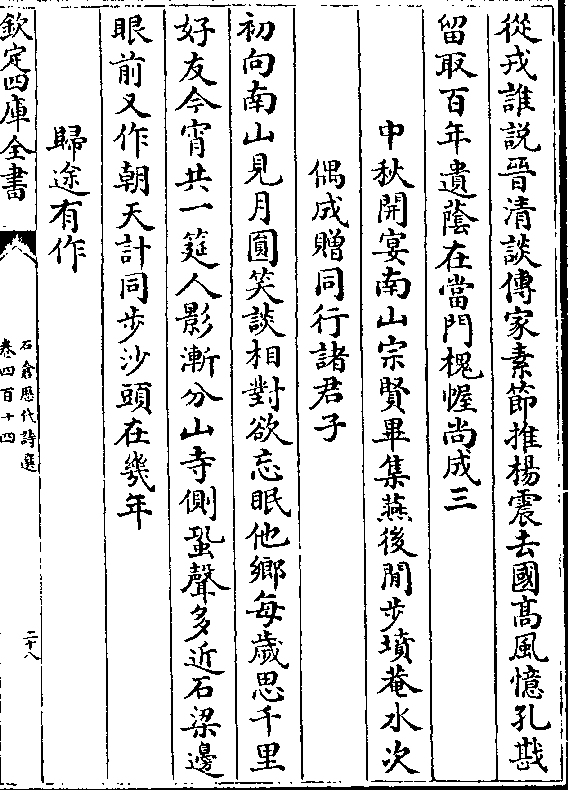 從戎誰説晉清談傳家素節推楊震去國髙風憶孔戡
留取百年遺蔭在當門槐幄尚成三
中秋開宴南山宗賢畢集燕後閒步墳菴水次
偶成贈同行諸君子
初向南山見月圓笑談相對欲忘眠他鄉每歲思千里
好友今宵共一筵人影漸分山寺側蛩聲多近石梁邊
眼前又作朝天計同步沙頭在幾年
歸途有作
欽定四庫全書
石倉歷代詩選
卷四百十四
二十八